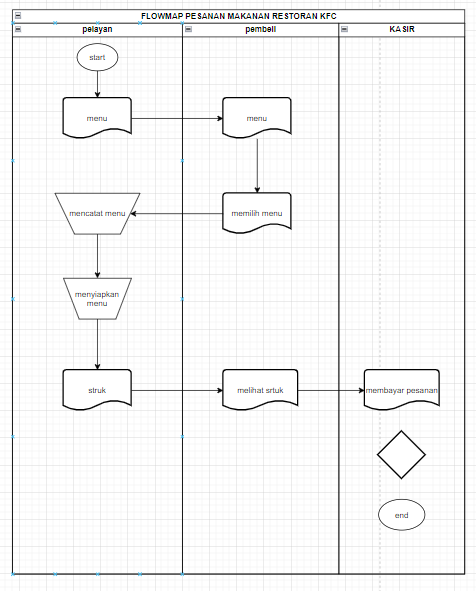 FLOWMAP PESANAN MAKANAN RESTORAN KFC
pelayan
pembeli
KASIR
start
menu
menu
mencatat menu
memilih menu
menyiapkan
menu
struk
melihat srtuk
membayar pesanan
end